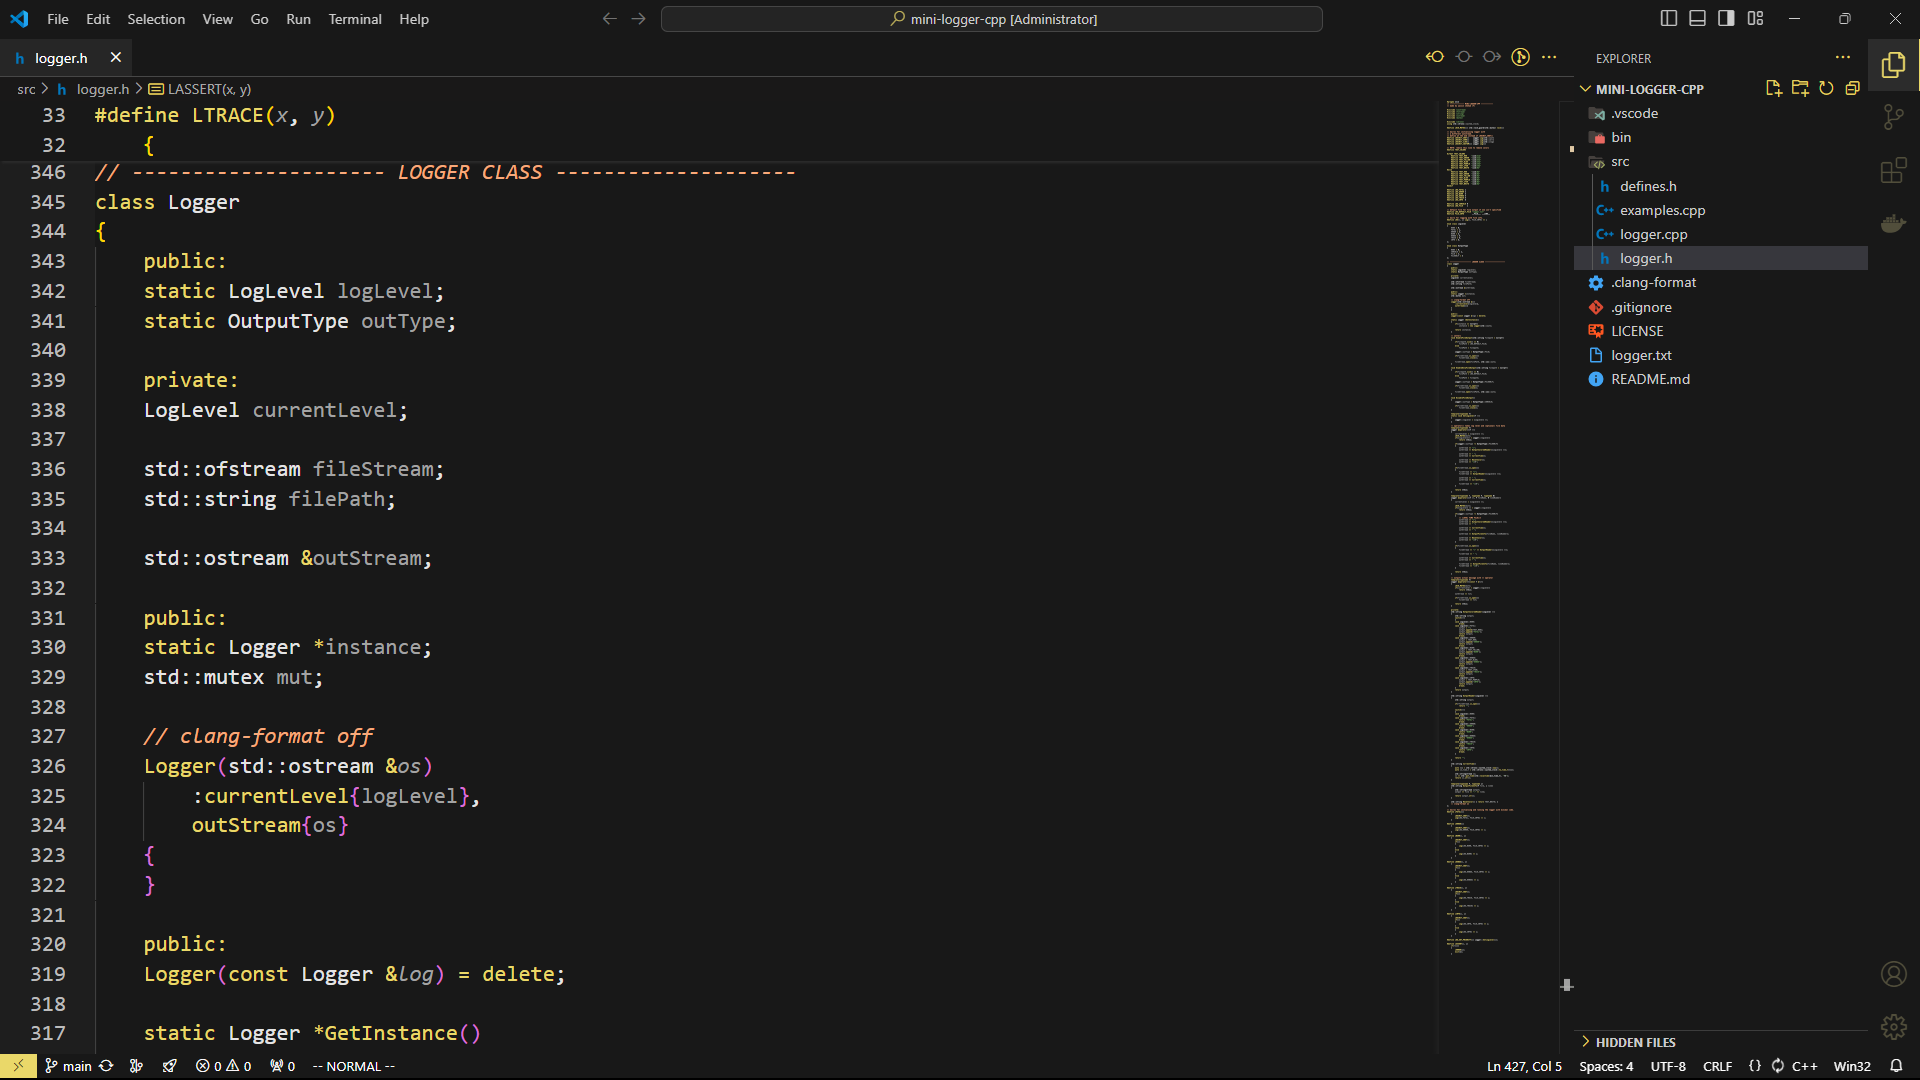 File Edit Selection View Go Run Terminal Help
mini-logger-cpp [Administrator]
h logger.h
src h logger.h LASSERT(x, y)
33 #define LTRACE(x, y)
32 {
346 // --------------------- LOGGER CLASS --------------------
345 class Logger
344 {
343 public:
342 static LogLevel logLevel;
341 static OutputType outType;
340
339 private:
338 LogLevel currentLevel;
337
336 std::ofstream fileStream;
335 std::string filePath;
334
333 std::ostream &outStream;
332
331 public:
330 static Logger *instance;
329 std::mutex mut;
328
327 // clang-format off
326 Logger(std::ostream &os)
325 :currentLevel{logLevel},
324 outStream{os}
323 {
322 }
321
320 public:
319 Logger(const Logger &log) = delete;
318
317 static Logger *GetInstance()
EXPLORER
MINI-LOGGER-CPP
.vscode
bin
src
h defines.h
C++ examples.cpp
C++ logger.cpp
h logger.h
.clang-format
.gitignore
LICENSE
logger.txt
README.md
HIDDEN FILES
main 0 0 0 -- NORMAL -- Ln 427, Col 5 Spaces: 4 UTF-8 CRLF {} C++ Win32